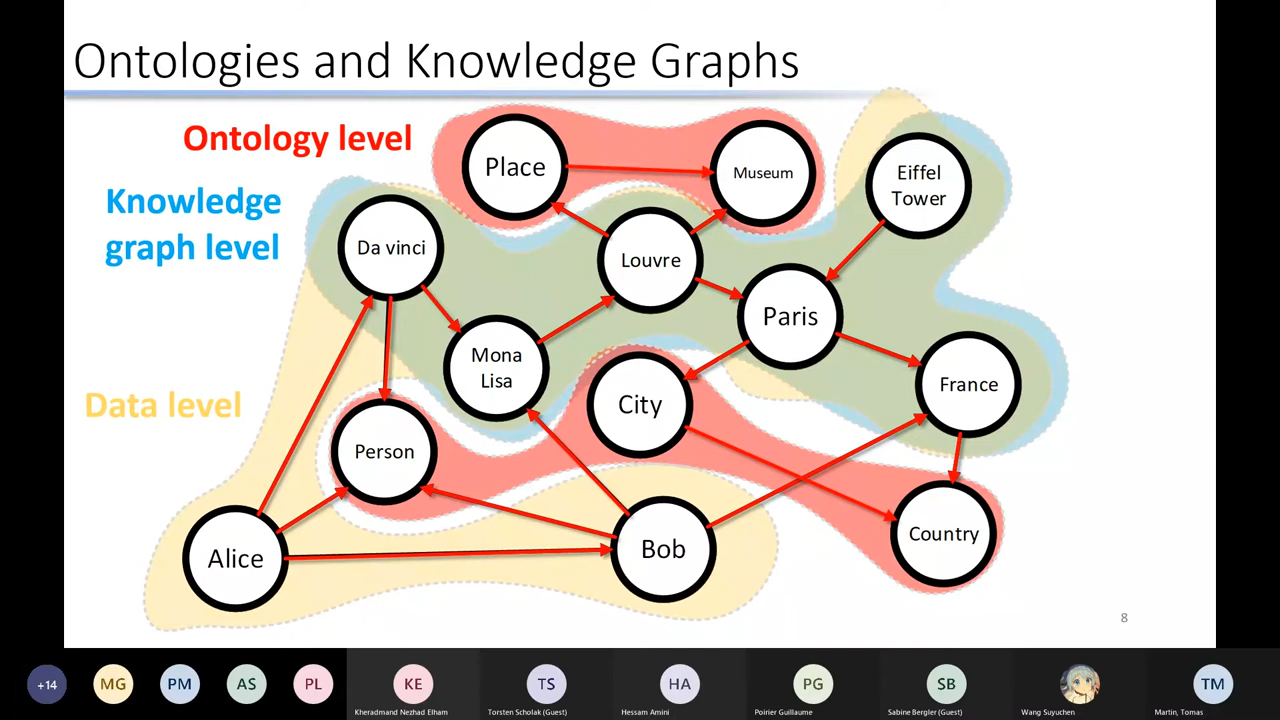 Ontologies and Knowledge Graphs
Ontology level
Knowledge
graph level
Data level
Place
Museum
Eiffel
Tower
Da vinci
Louvre
Paris
Mona
Lisa
City
France
Person
Country
Alice
Bob
8
+14
MG
PM
AS
PL
KE
Kheradmand Nezhad Elham
TS
Torsten Scholak (Guest)
HA
Hessam Amini
PG
Poirier Guillaume
SB
Sabine Bergler (Guest)
Wang Suyuchen
TM
Martin, Tomas